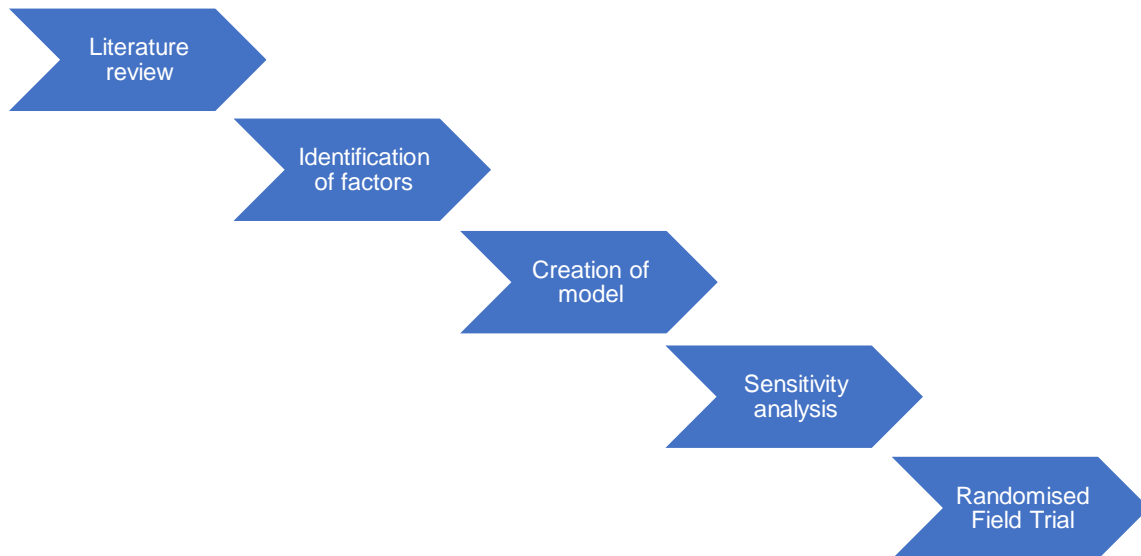 Literature
review
Identification
of factors
Creation of
model
Sensitivity
analysis
Randomised
Field Trial